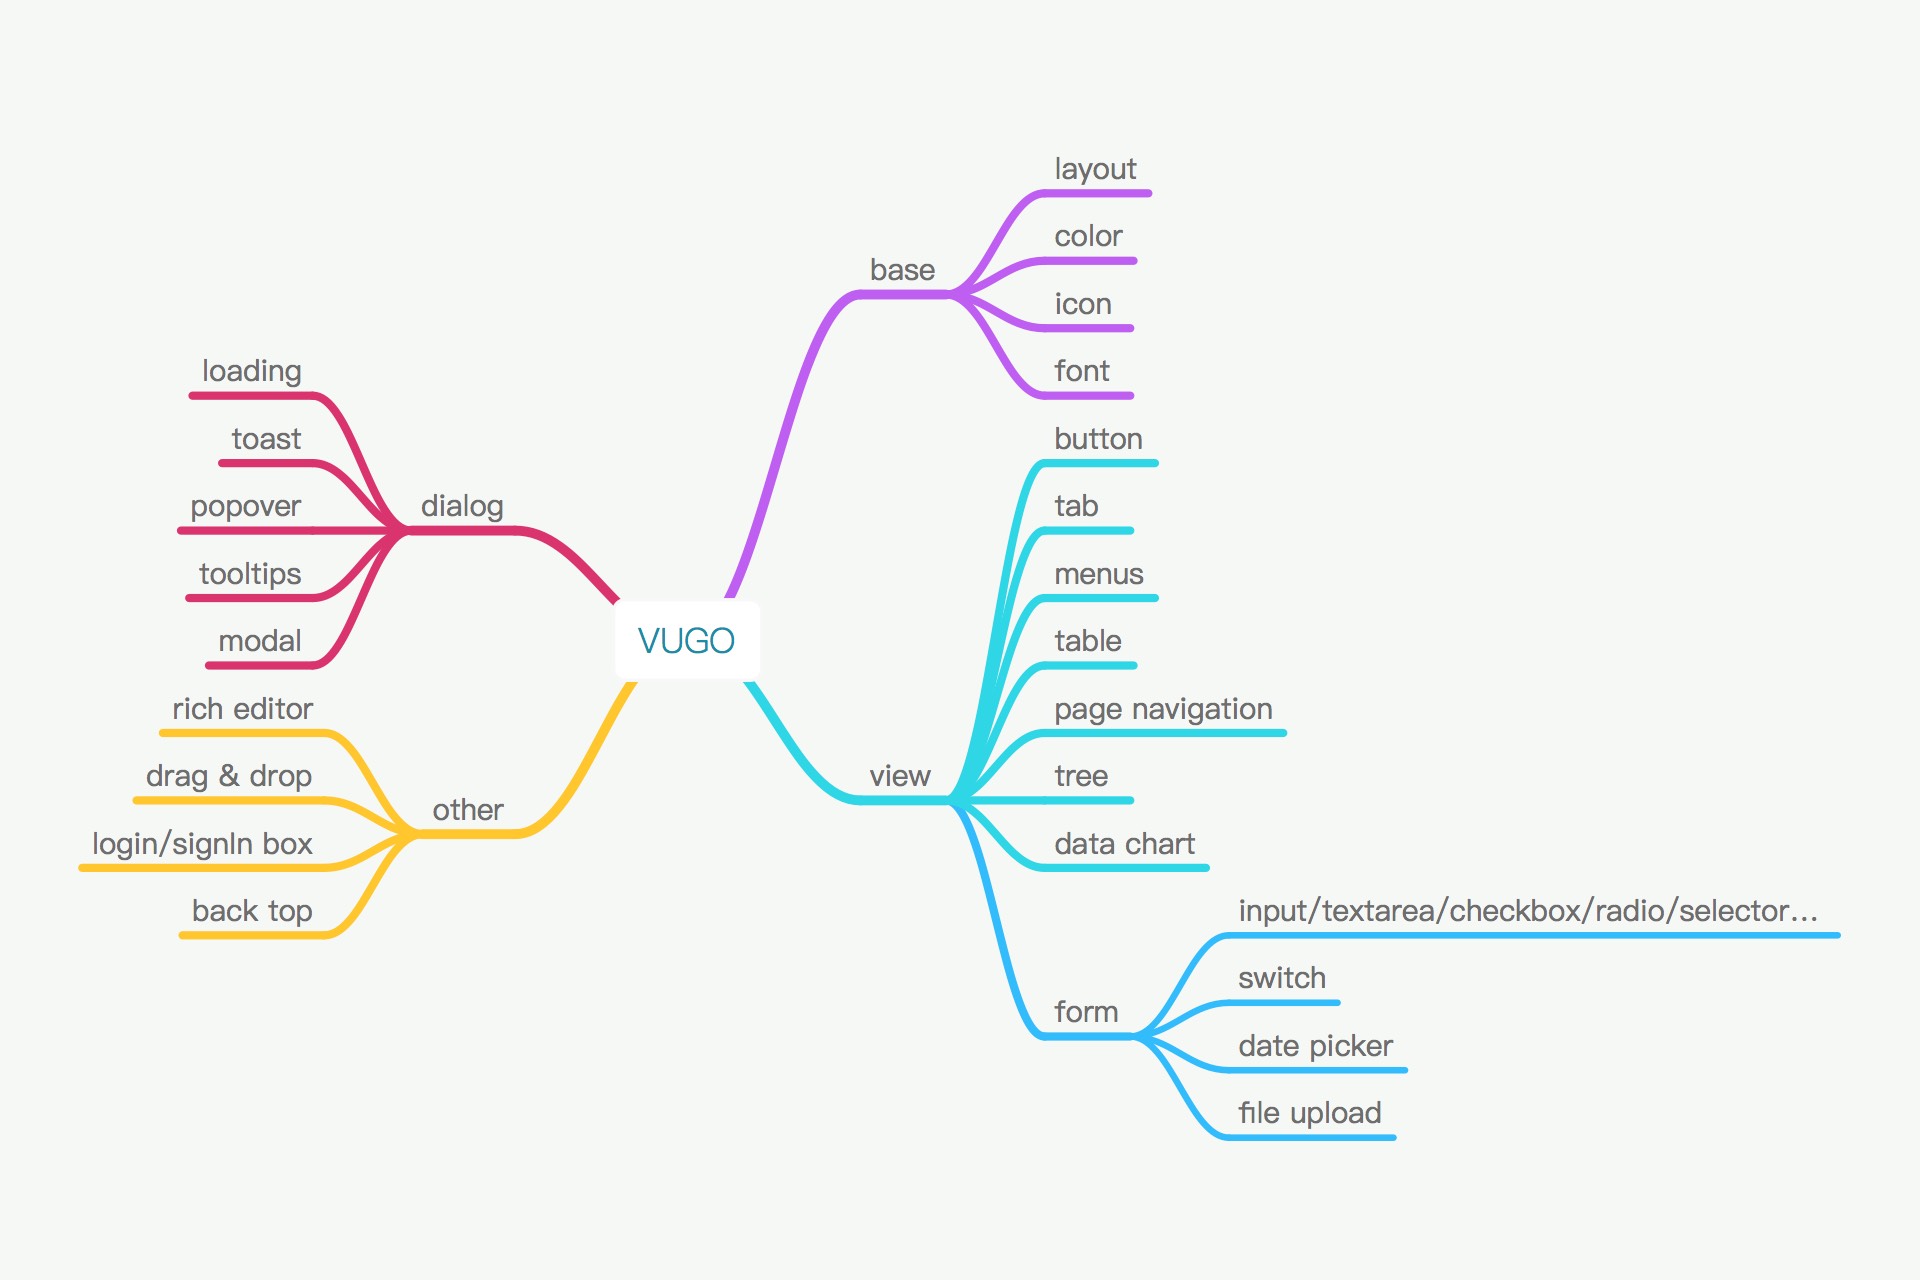 VUGO
base
layout
color
icon
font
view
button
tab
menus
table
page navigation
tree
data chart
form
input/textarea/checkbox/radio/selector...
switch
date picker
file upload
dialog
loading
toast
popover
tooltips
modal
other
rich editor
drag & drop
login/signIn box
back top